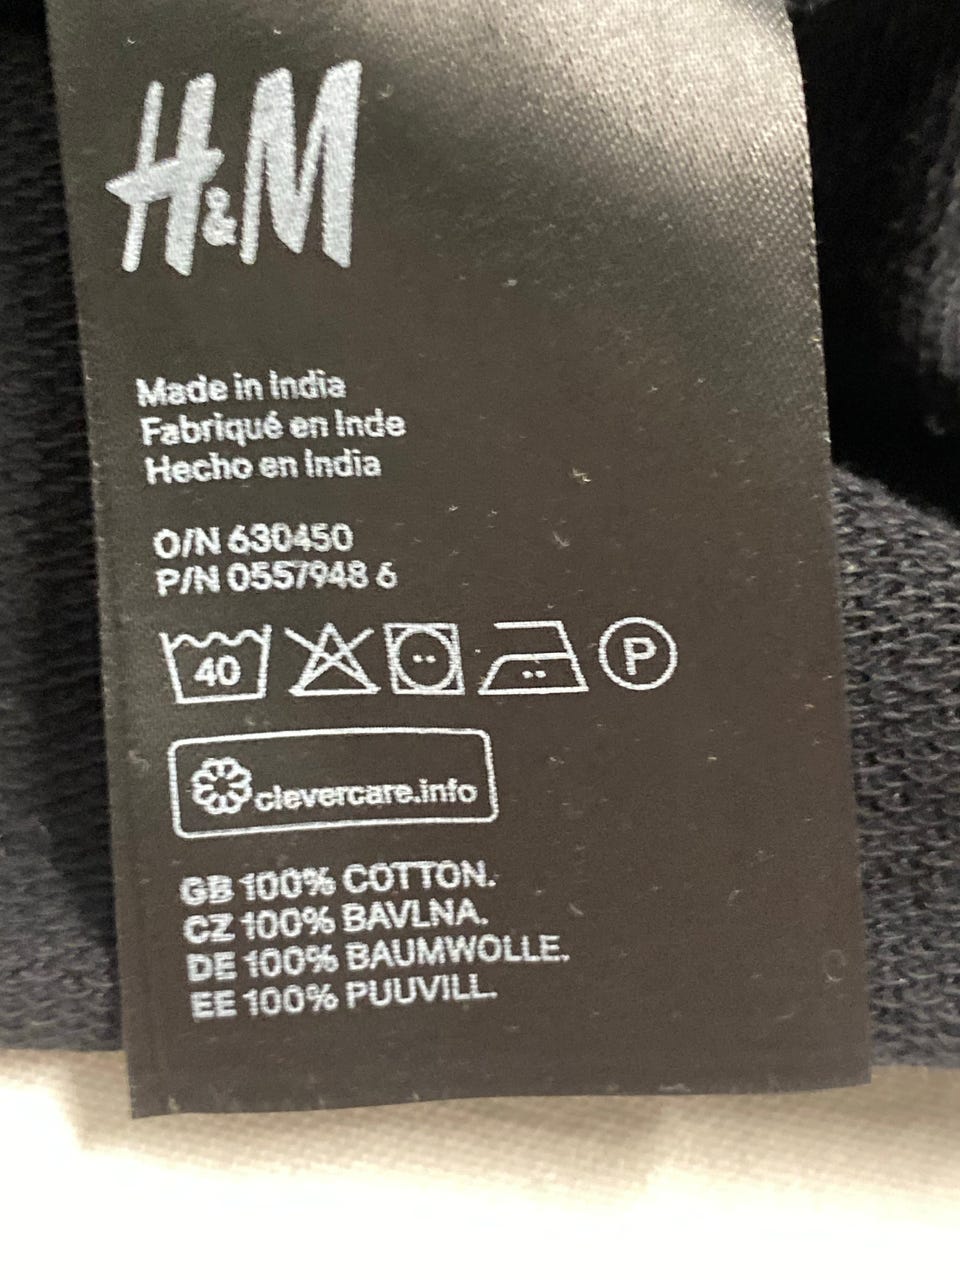 H&M
Made in India
Fabriqué en Inde
Hecho en India
O/N 630450
P/N 0557948 6
40 P
clevercare.info
GB 100% COTTON.
CZ 100% BAVLNA.
DE 100% BAUMWOLLE.
EE 100% PUUVILL.